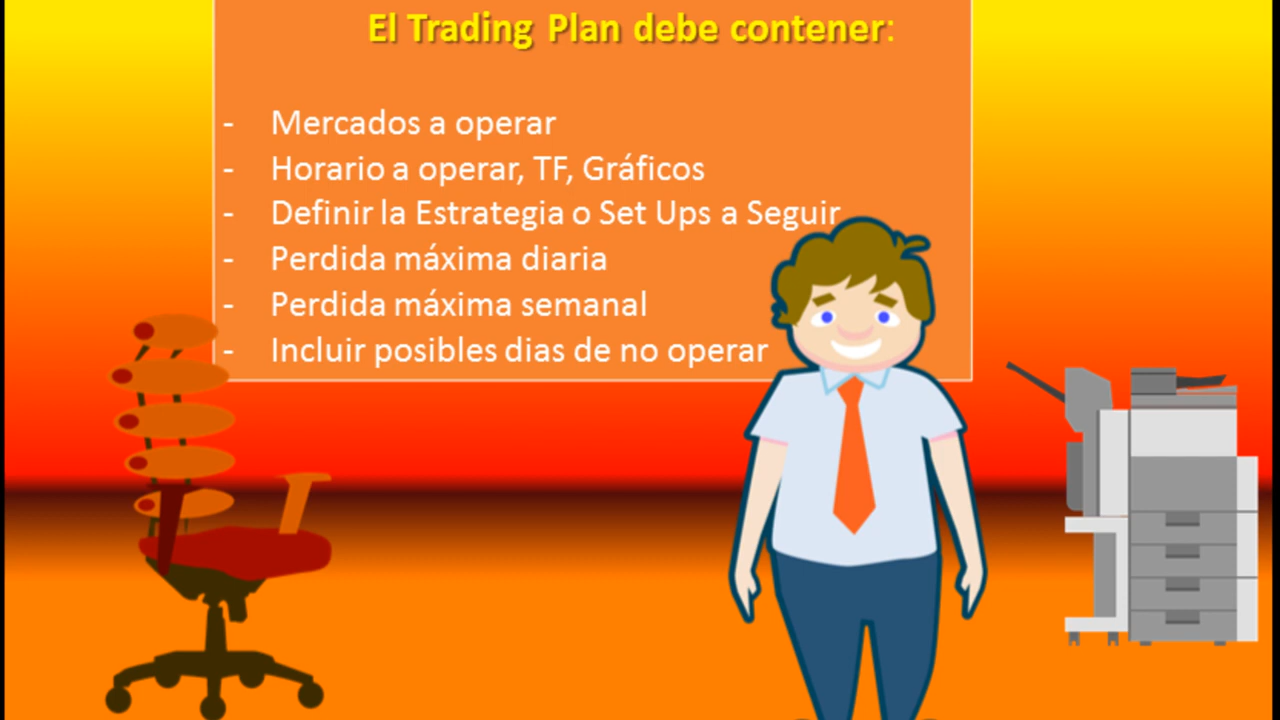 El Trading Plan debe contener:
- Mercados a operar
- Horario a operar, TF, Gráficos
- Definir la Estrategia o Set Ups a Seguir
- Perdida máxima diaria
- Perdida máxima semanal
- Incluir posibles dias de no operar